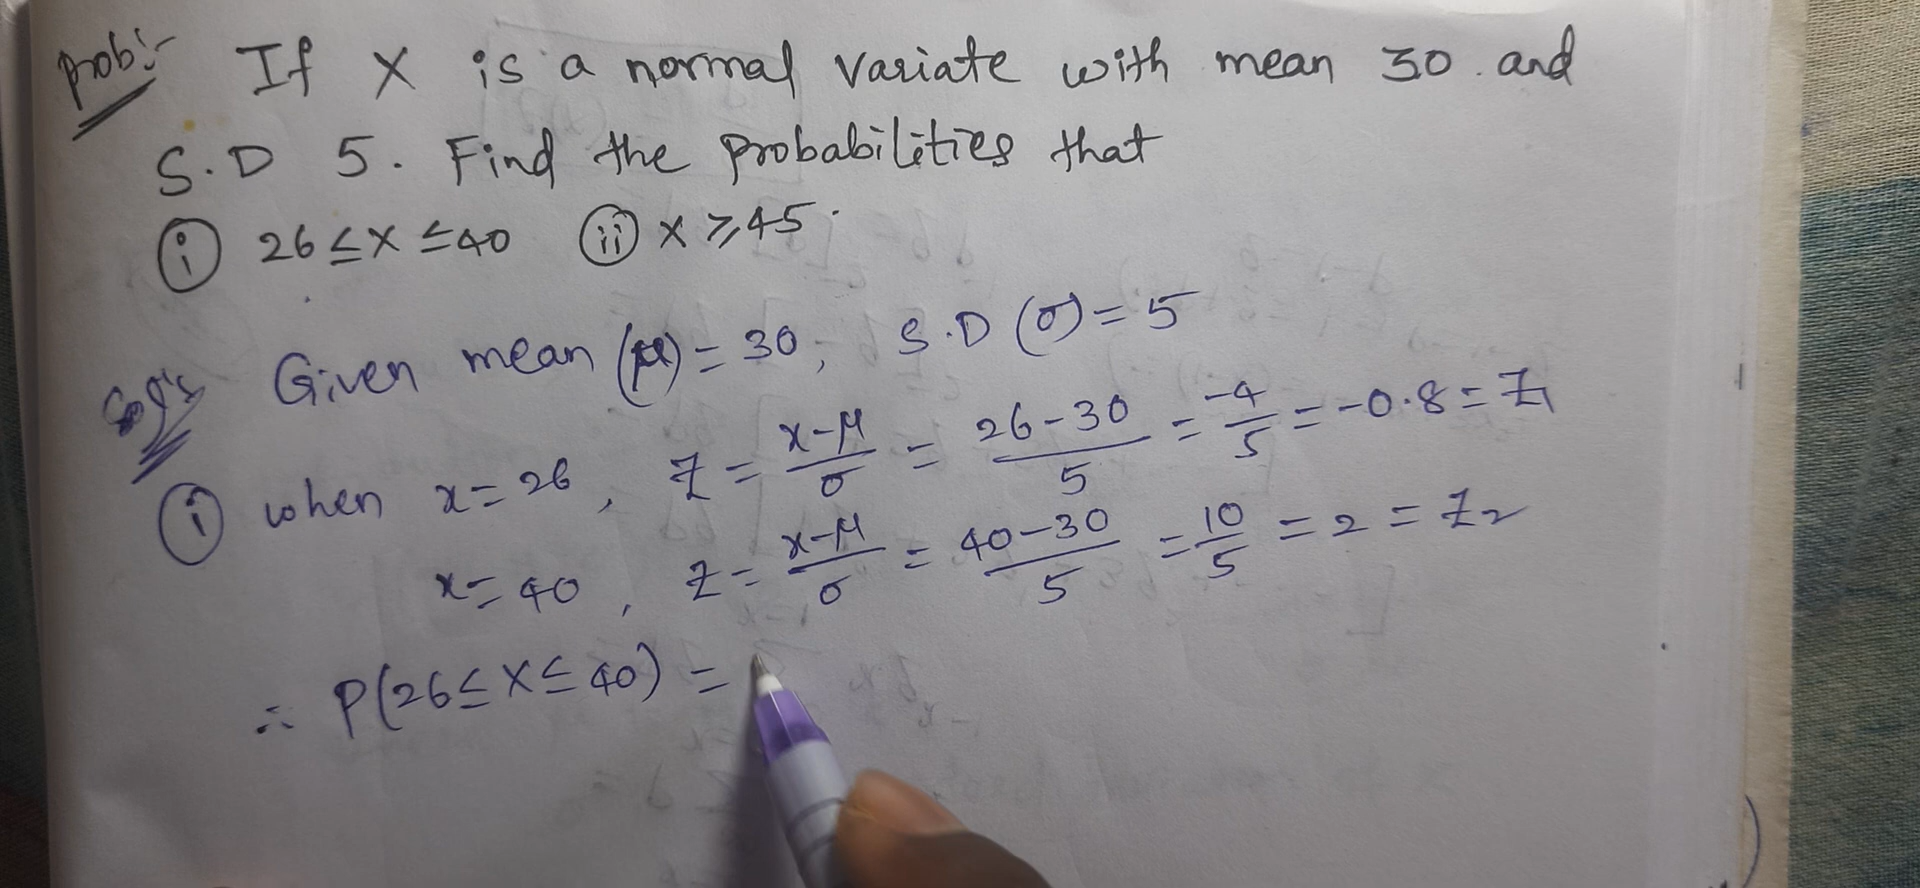 Prob:- If X is a normal variate with mean 30 and
S.D 5. Find the probabilities that
(i) 26 ≤ X ≤ 40 (ii) X ≥ 45.
Given mean (μ) = 30, S.D (σ) = 5
(i) when x = 26, Z = x-μ/σ = 26-30/5 = -4/5 = -0.8 = Z₁
x = 40, Z = x-μ/σ = 40-30/5 = 10/5 = 2 = Z₂
∴ P(26 ≤ X ≤ 40) =